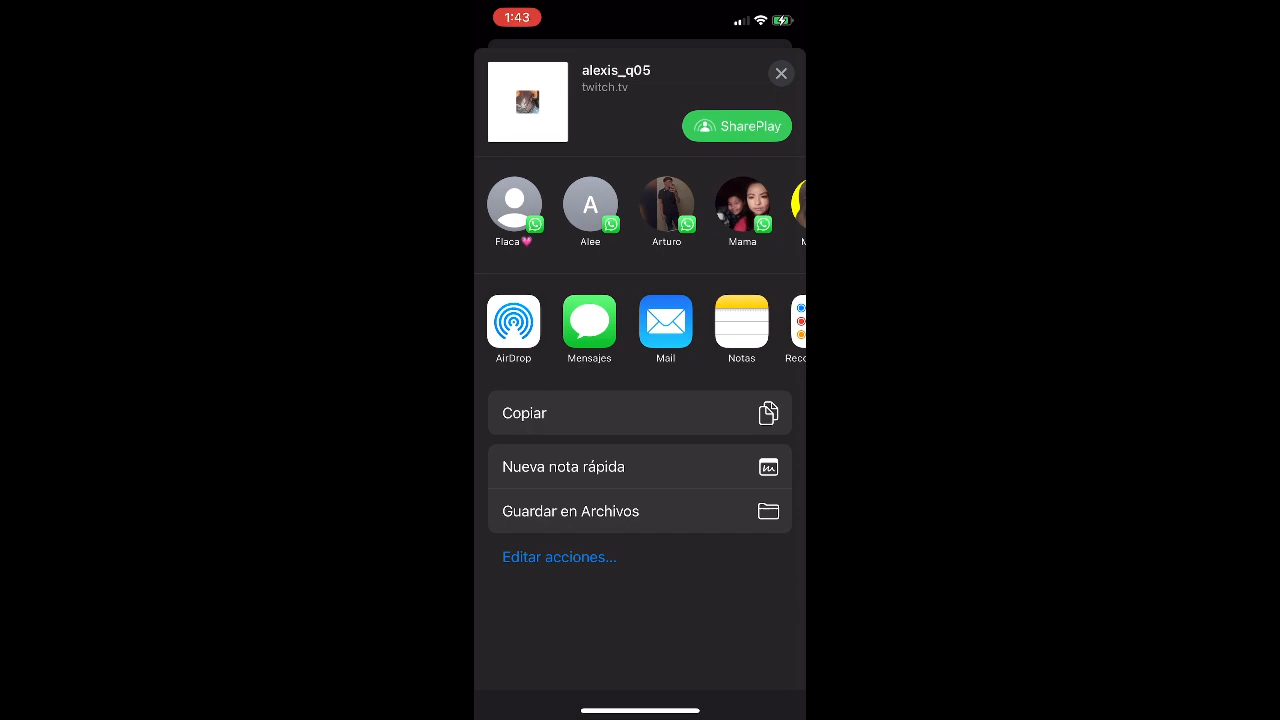 1:43
alexis_q05
twitch.tv
SharePlay
Flaca💗
Alee
Arturo
Mama
A
AirDrop
Mensajes
Mail
Notas
Copiar
Nueva nota rápida
Guardar en Archivos
Editar acciones...